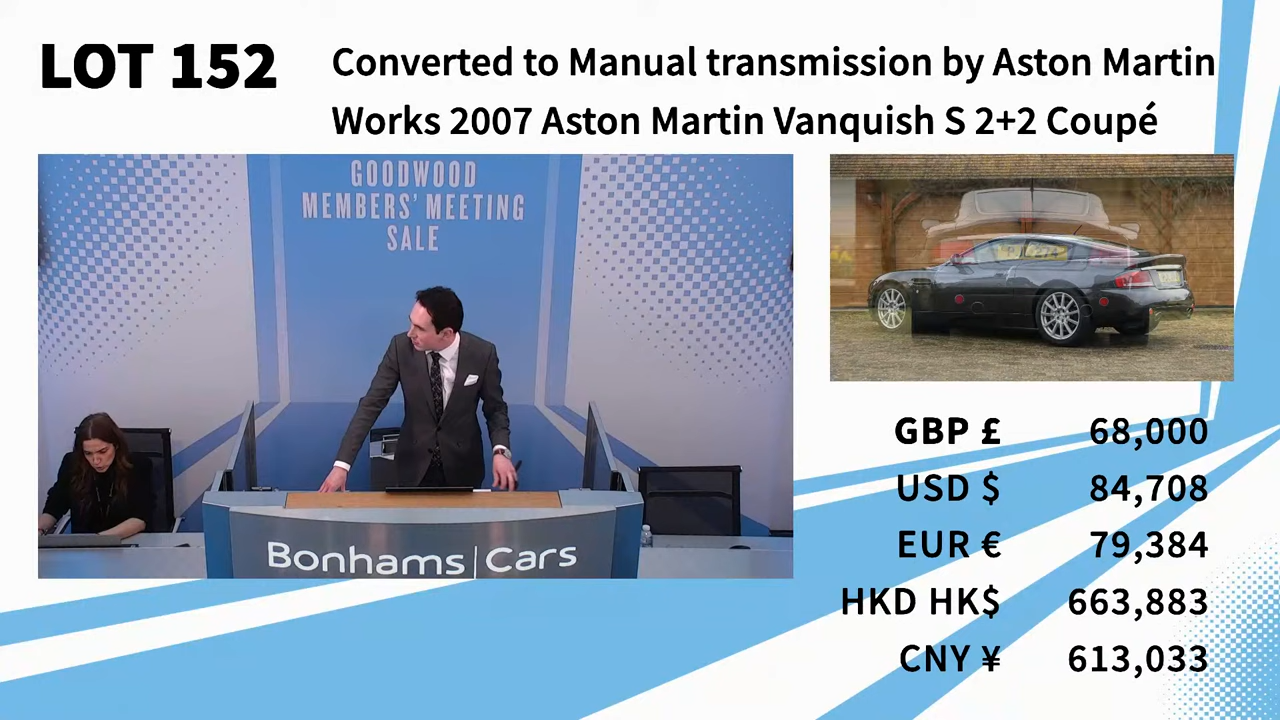 LOT 152
Converted to Manual transmission by Aston Martin
Works 2007 Aston Martin Vanquish S 2+2 Coupé
GOODWOOD
MEMBERS' MEETING
SALE
Bonhams|Cars
GBP £ 68,000
USD $ 84,708
EUR € 79,384
HKD HK$ 663,883
CNY ¥ 613,033